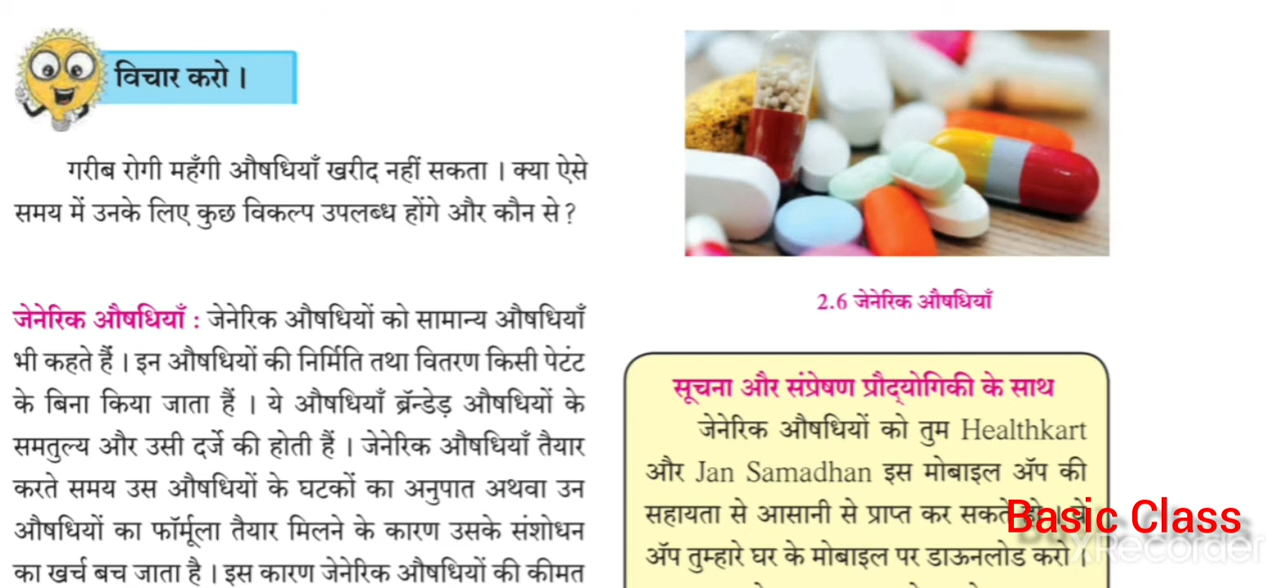 विचार करो ।
गरीब रोगी महँगी औषधियाँ खरीद नहीं सकता । क्या ऐसे
समय में उनके लिए कुछ विकल्प उपलब्ध होंगे और कौन से ?
जेनेरिक औषधियाँ : जेनेरिक औषधियों को सामान्य औषधियाँ
भी कहते हैं । इन औषधियों की निर्मिति तथा वितरण किसी पेटंट
के बिना किया जाता हैं । ये औषधियाँ ब्रॅन्डेड़ औषधियों के
समतुल्य और उसी दर्जे की होती हैं । जेनेरिक औषधियाँ तैयार
करते समय उस औषधियों के घटकों का अनुपात अथवा उन
औषधियों का फॉर्मूला तैयार मिलने के कारण उसके संशोधन
का खर्च बच जाता है । इस कारण जेनेरिक औषधियों की कीमत
2.6 जेनेरिक औषधियाँ
सूचना और संप्रेषण प्रौद्योगिकी के साथ
जेनेरिक औषधियों को तुम Healthkart
और Jan Samadhan इस मोबाइल ॲप की
सहायता से आसानी से प्राप्त कर सकते
ॲप तुम्हारे घर के मोबाइल पर डाऊनलोड करो
Basic Class
XRecorder